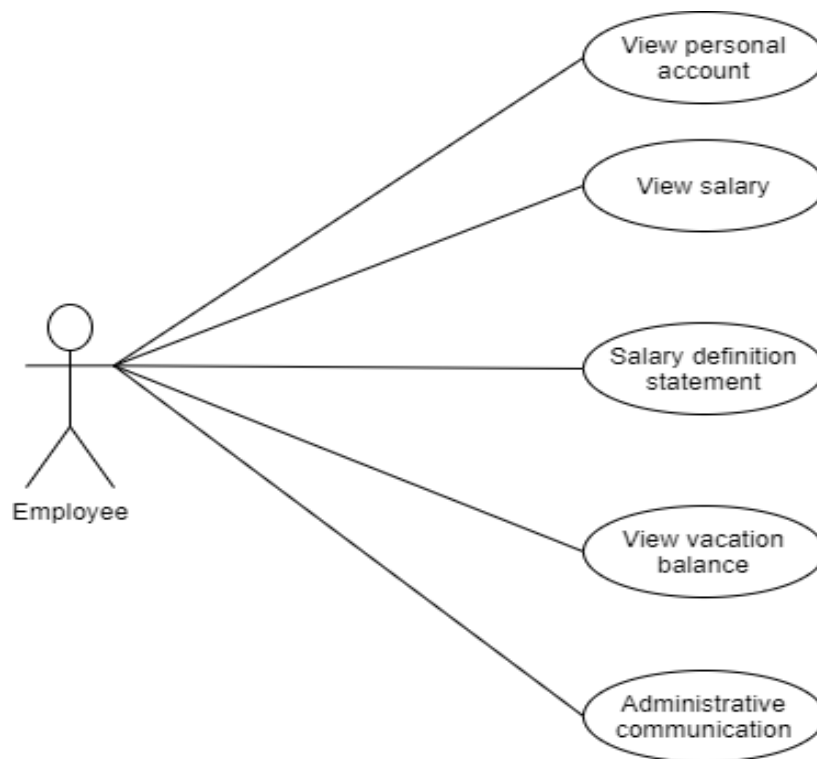 View personal
account
View salary
Salary definition
statement
Employee
View vacation
balance
Administrative
communication